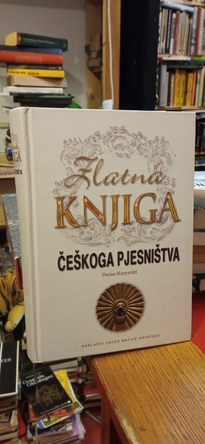 Zlatna
KNJIGA
ČEŠKOGA PJESNIŠTVA
Dušan Karpatský
NAKLADNI ZAVOD MATICE HRVATSKE